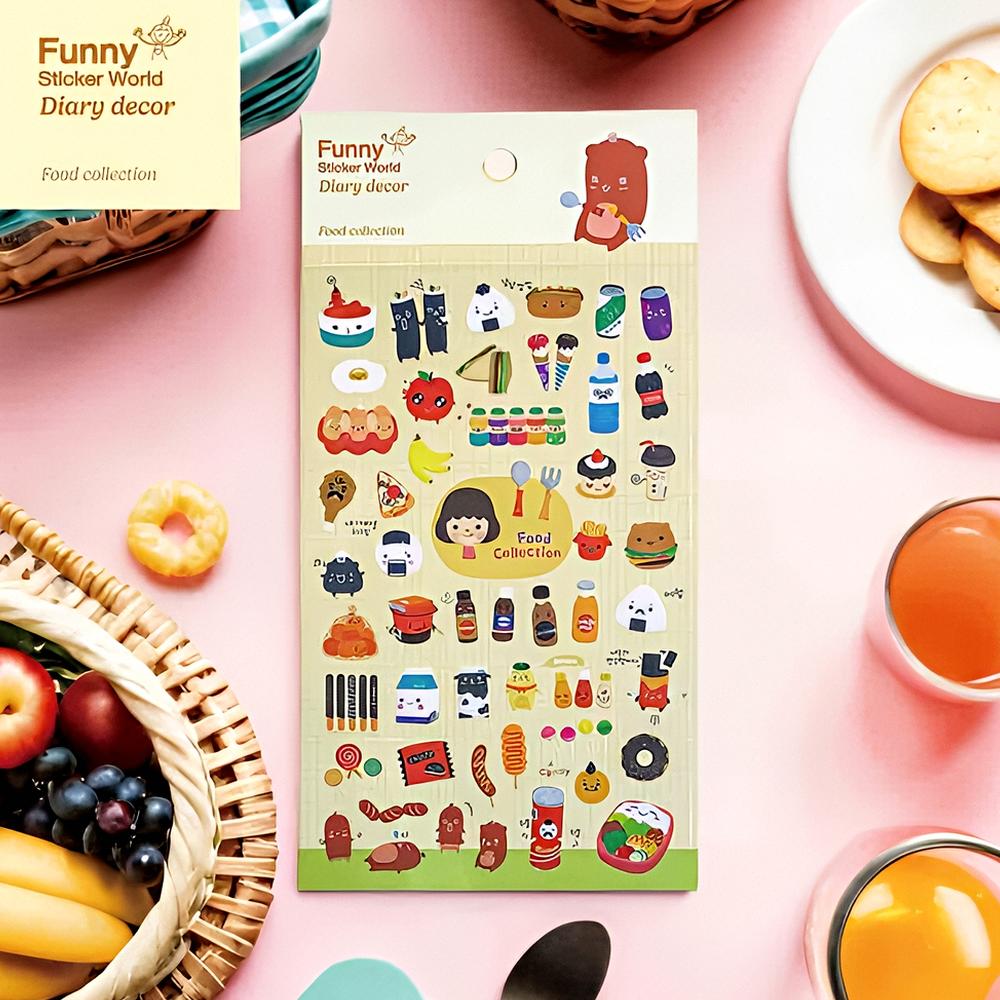 Funny
Sticker World
Diary decor
Food collection
Funny
Sticker World
Diary decor
Food collection
Food
Collection